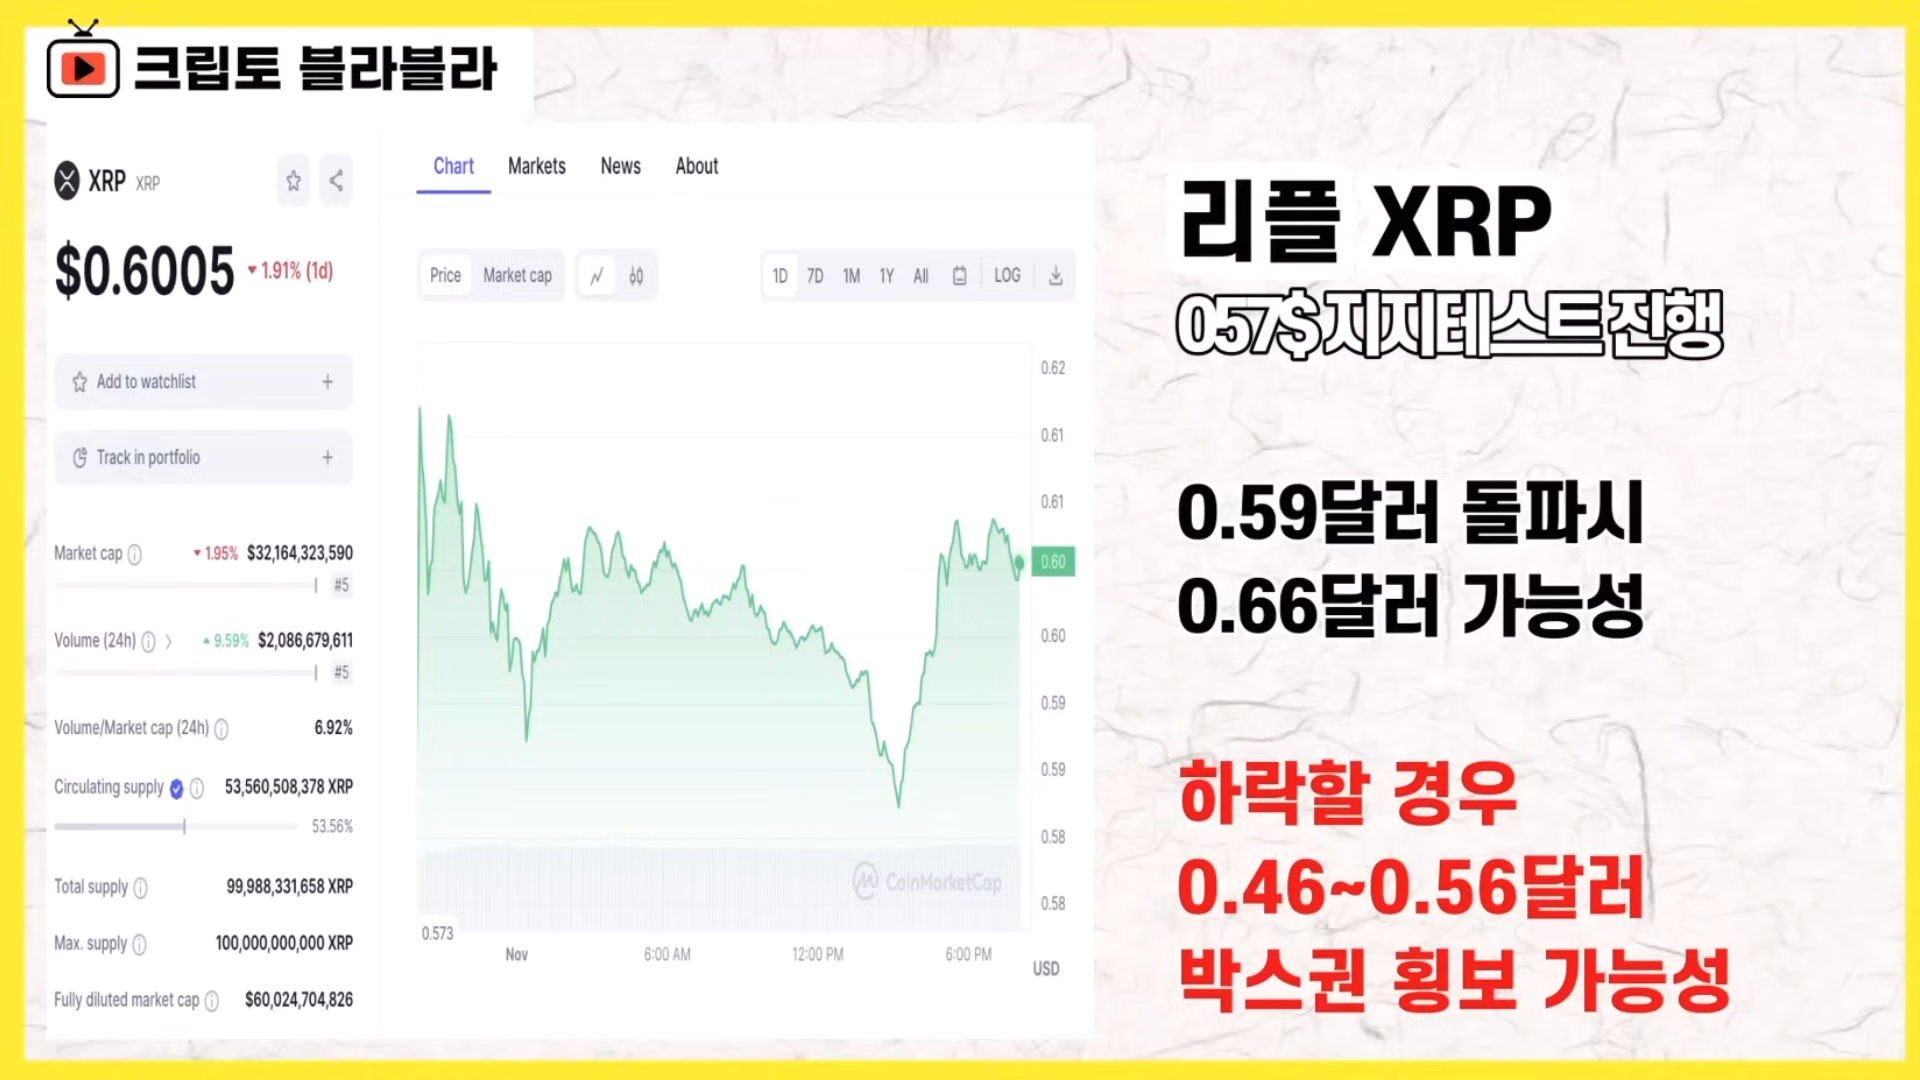 크립토 블라블라
XRP XRP
$0.6005 1.91% (1d)
Add to watchlist +
Track in portfolio +
Market cap 1.95% $32,164,323,590
#5
Volume (24h) 9.59% $2,086,679,611
#5
Volume/Market cap (24h) 6.92%
Circulating supply 53,560,508,378 XRP
53.56%
Total supply 99,988,331,658 XRP
Max. supply 100,000,000,000 XRP
Fully diluted market cap $60,024,704,826
Chart Markets News About
Price Market cap
1D 7D 1M 1Y All LOG
0.62
0.61
0.61
0.60
0.60
0.59
0.59
0.58
0.58
CoinMarketCap
0.573
Nov 6:00 AM 12:00 PM 6:00 PM
USD
리플 XRP
057$지지테스트진행
0.59달러 돌파시
0.66달러 가능성
하락할 경우
0.46~0.56달러
박스권 횡보 가능성